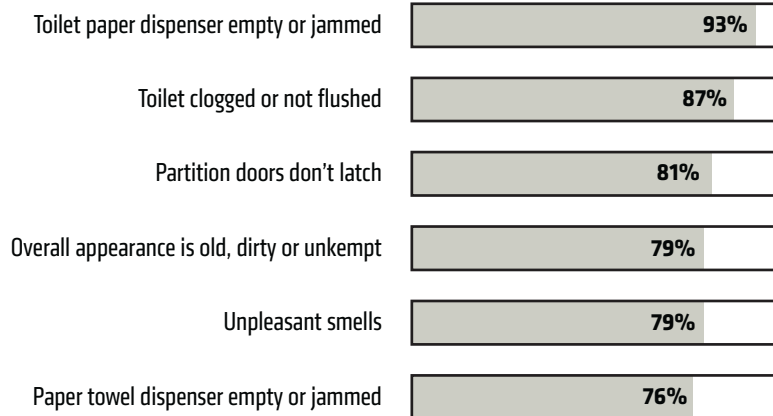 Toilet paper dispenser empty or jammed 93%
Toilet clogged or not flushed 87%
Partition doors don’t latch 81%
Overall appearance is old, dirty or unkempt 79%
Unpleasant smells 79%
Paper towel dispenser empty or jammed 76%